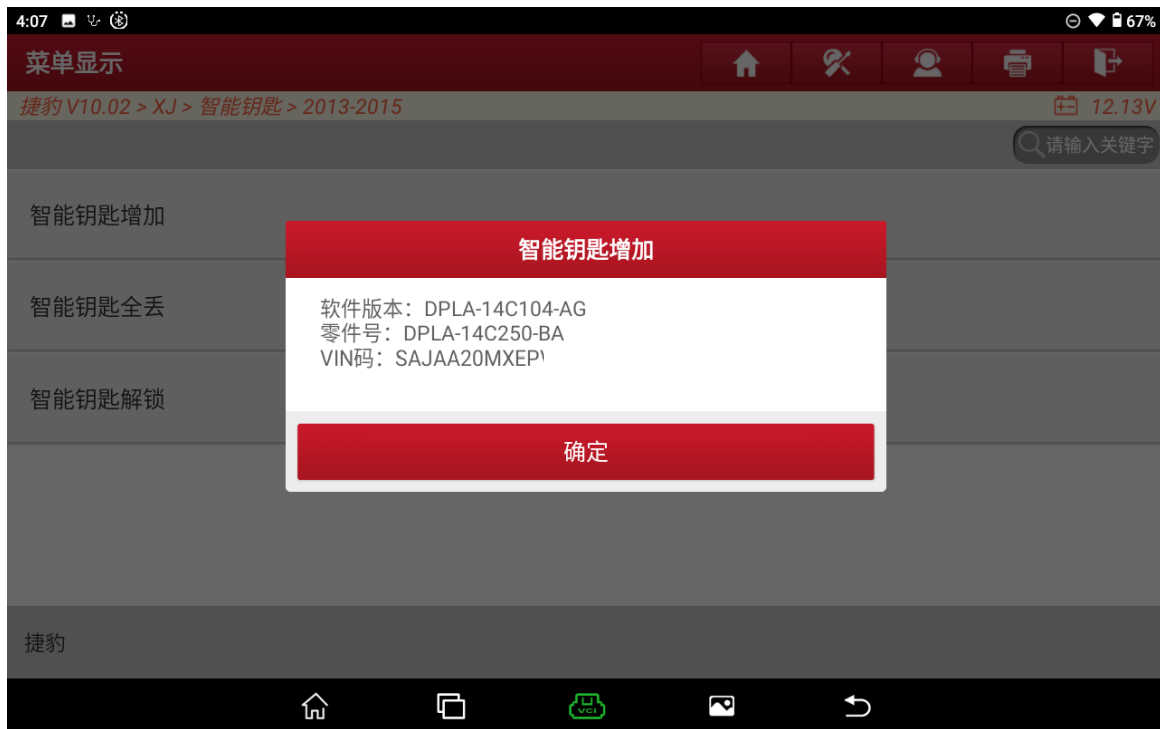 4:07
67%
菜单显示
捷豹 V10.02 > XJ > 智能钥匙 > 2013-2015
12.13V
请输入关键字
智能钥匙增加
智能钥匙全丢
智能钥匙解锁
智能钥匙增加
软件版本：DPLA-14C104-AG
零件号：DPLA-14C250-BA
VIN码：SAJAA20MXEP
确定
捷豹
VCI